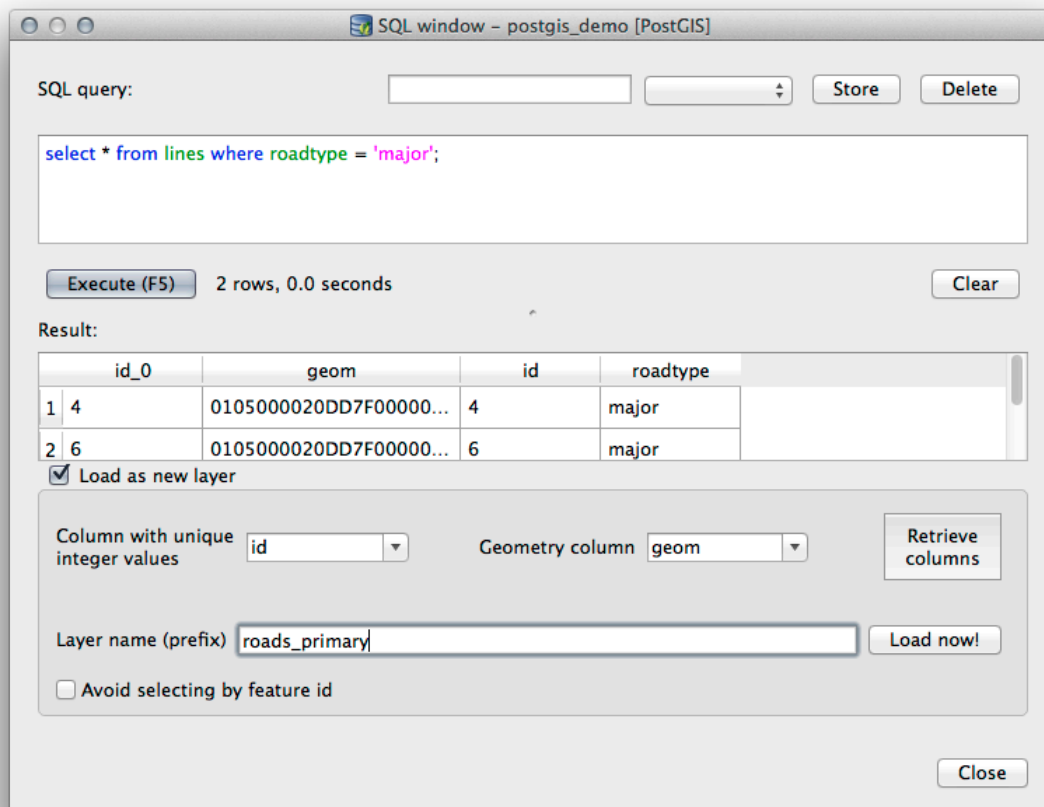 SQL window – postgis_demo [PostGIS]
SQL query:
Store
Delete
select * from lines where roadtype = 'major';
Execute (F5)
2 rows, 0.0 seconds
Clear
Result:
id_0 geom id roadtype
1 4 0105000020DD7F00000... 4 major
2 6 0105000020DD7F00000... 6 major
Load as new layer
Column with unique
integer values
id
Geometry column
geom
Retrieve
columns
Layer name (prefix)
roads_primary
Load now!
Avoid selecting by feature id
Close